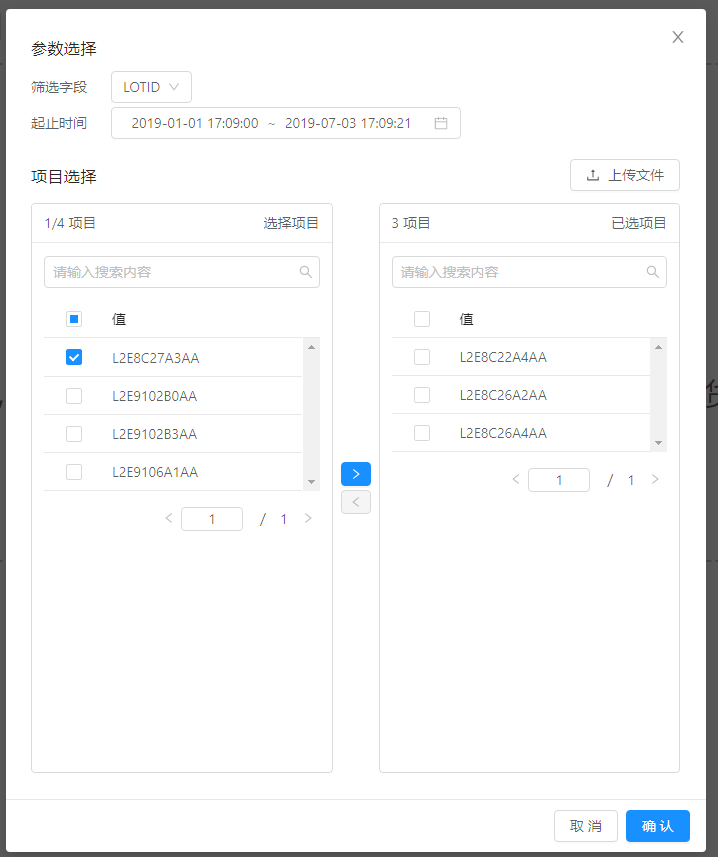 参数选择
筛选字段 LOTID
起止时间 2019-01-01 17:09:00 ~ 2019-07-03 17:09:21
项目选择 上传文件
1/4 项目 选择项目
请输入搜索内容
值
L2E8C27A3AA
L2E9102B0AA
L2E9102B3AA
L2E9106A1AA
1 / 1
3 项目 已选项目
请输入搜索内容
值
L2E8C22A4AA
L2E8C26A2AA
L2E8C26A4AA
1 / 1
取 消 确 认